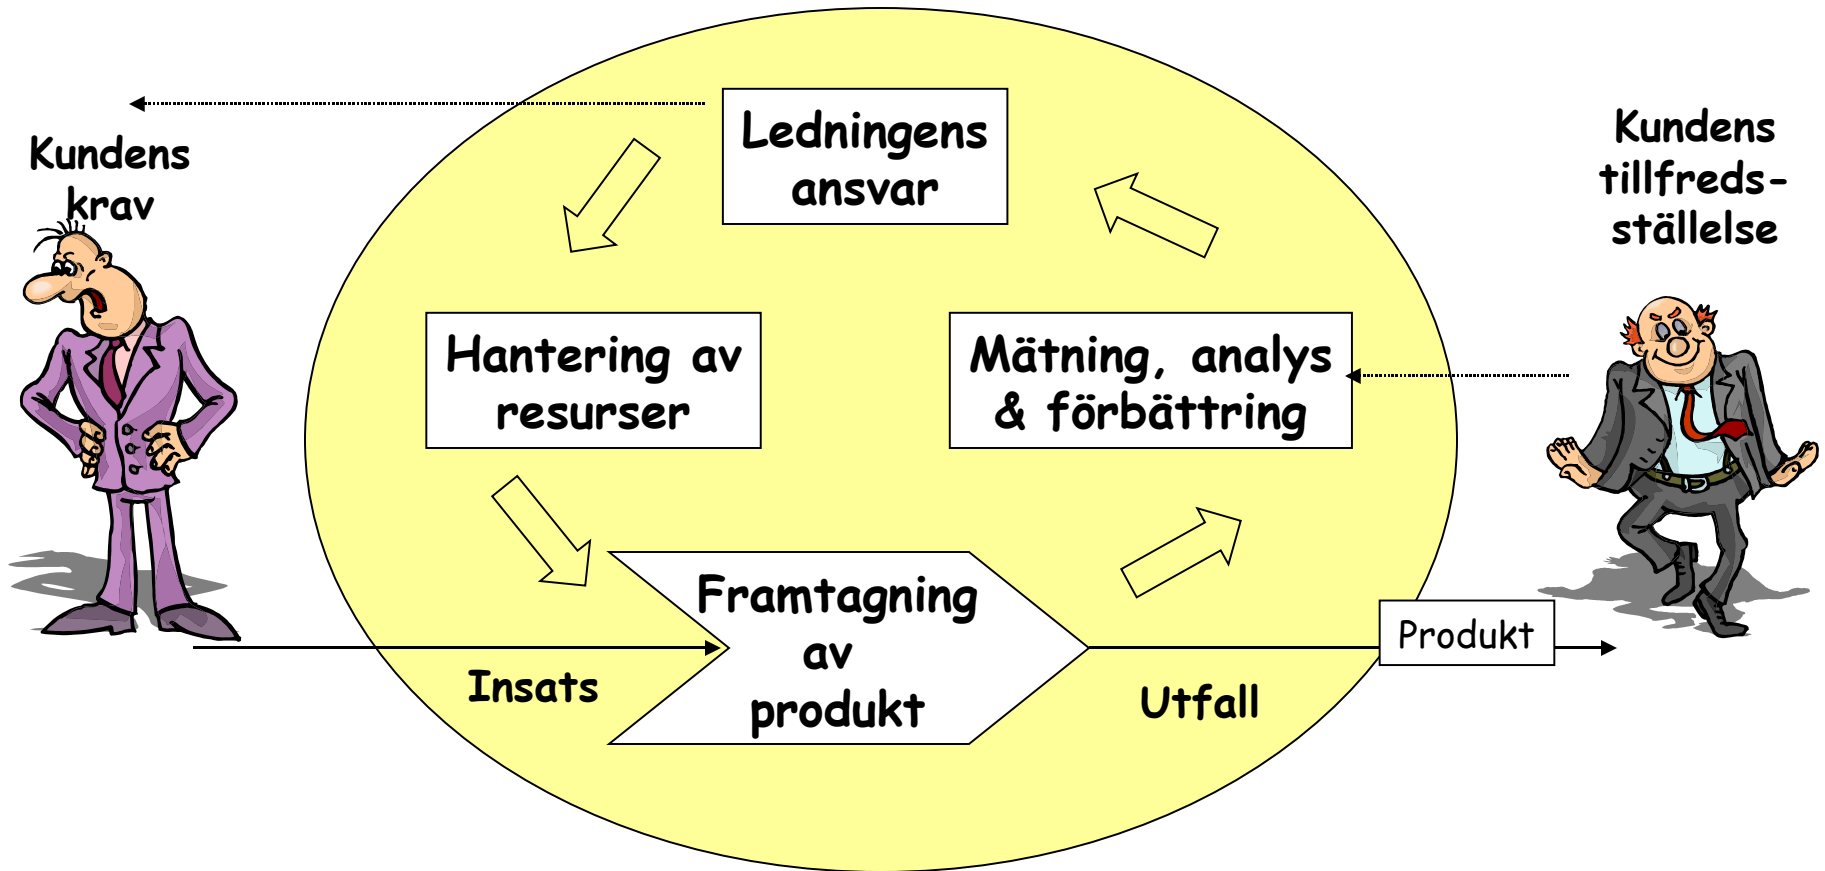 Kundens
krav
Ledningens
ansvar
Kundens
tillfreds-
ställelse
Hantering av
resurser
Mätning, analys
& förbättring
Framtagning
av
produkt
Insats
Utfall
Produkt